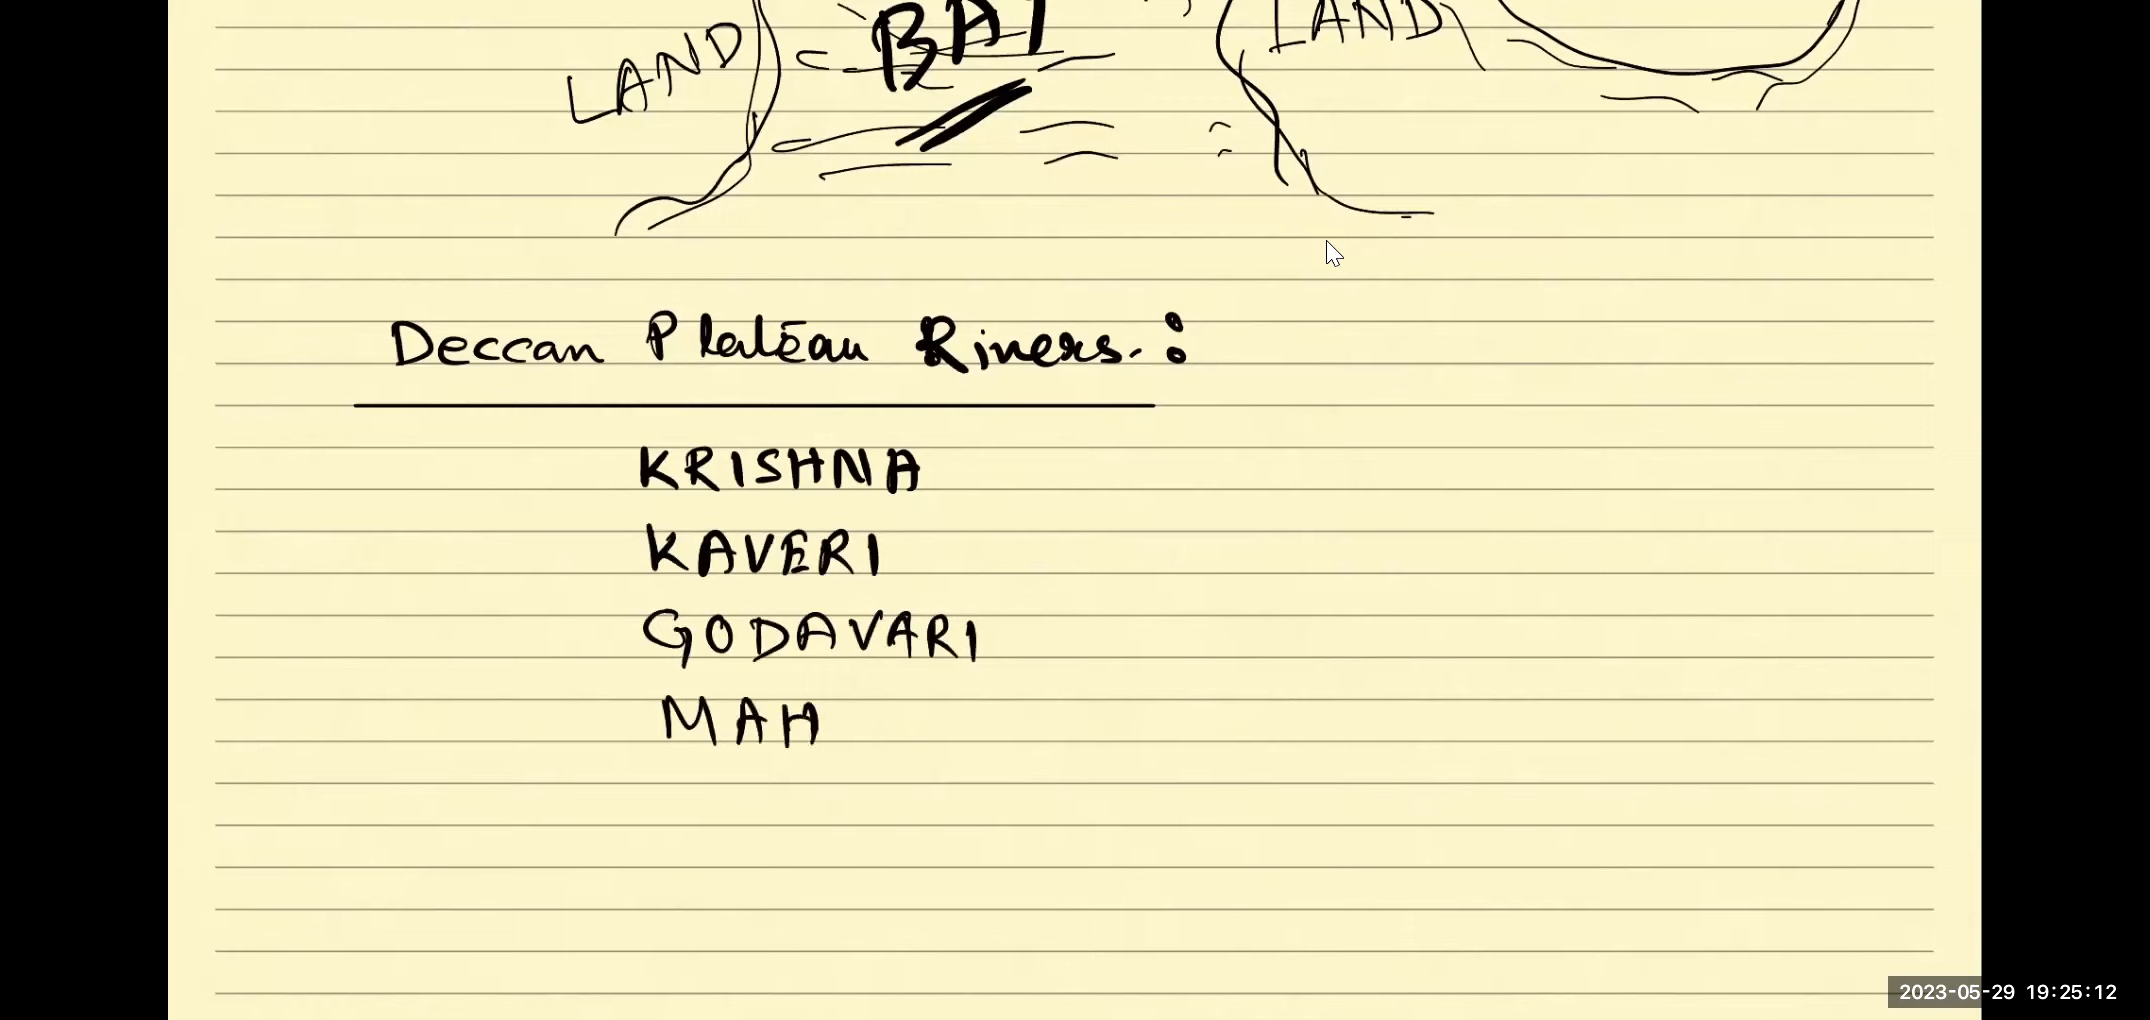 LAND
BAY
LAND
Deccan Plateau Rivers :
KRISHNA
KAVERI
GODAVARI
MAH
2023-05-29 19:25:12